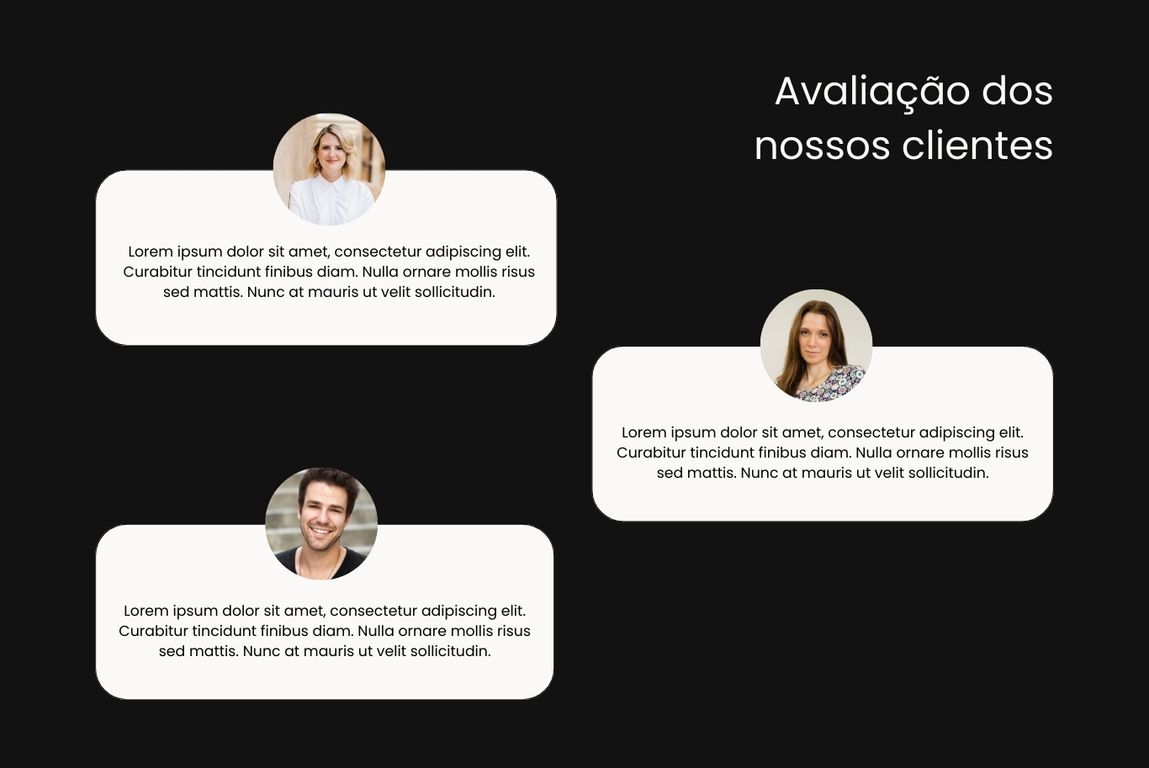 Avaliação dos
nossos clientes
Lorem ipsum dolor sit amet, consectetur adipiscing elit.
Curabitur tincidunt finibus diam. Nulla ornare mollis risus
sed mattis. Nunc at mauris ut velit sollicitudin.
Lorem ipsum dolor sit amet, consectetur adipiscing elit.
Curabitur tincidunt finibus diam. Nulla ornare mollis risus
sed mattis. Nunc at mauris ut velit sollicitudin.
Lorem ipsum dolor sit amet, consectetur adipiscing elit.
Curabitur tincidunt finibus diam. Nulla ornare mollis risus
sed mattis. Nunc at mauris ut velit sollicitudin.